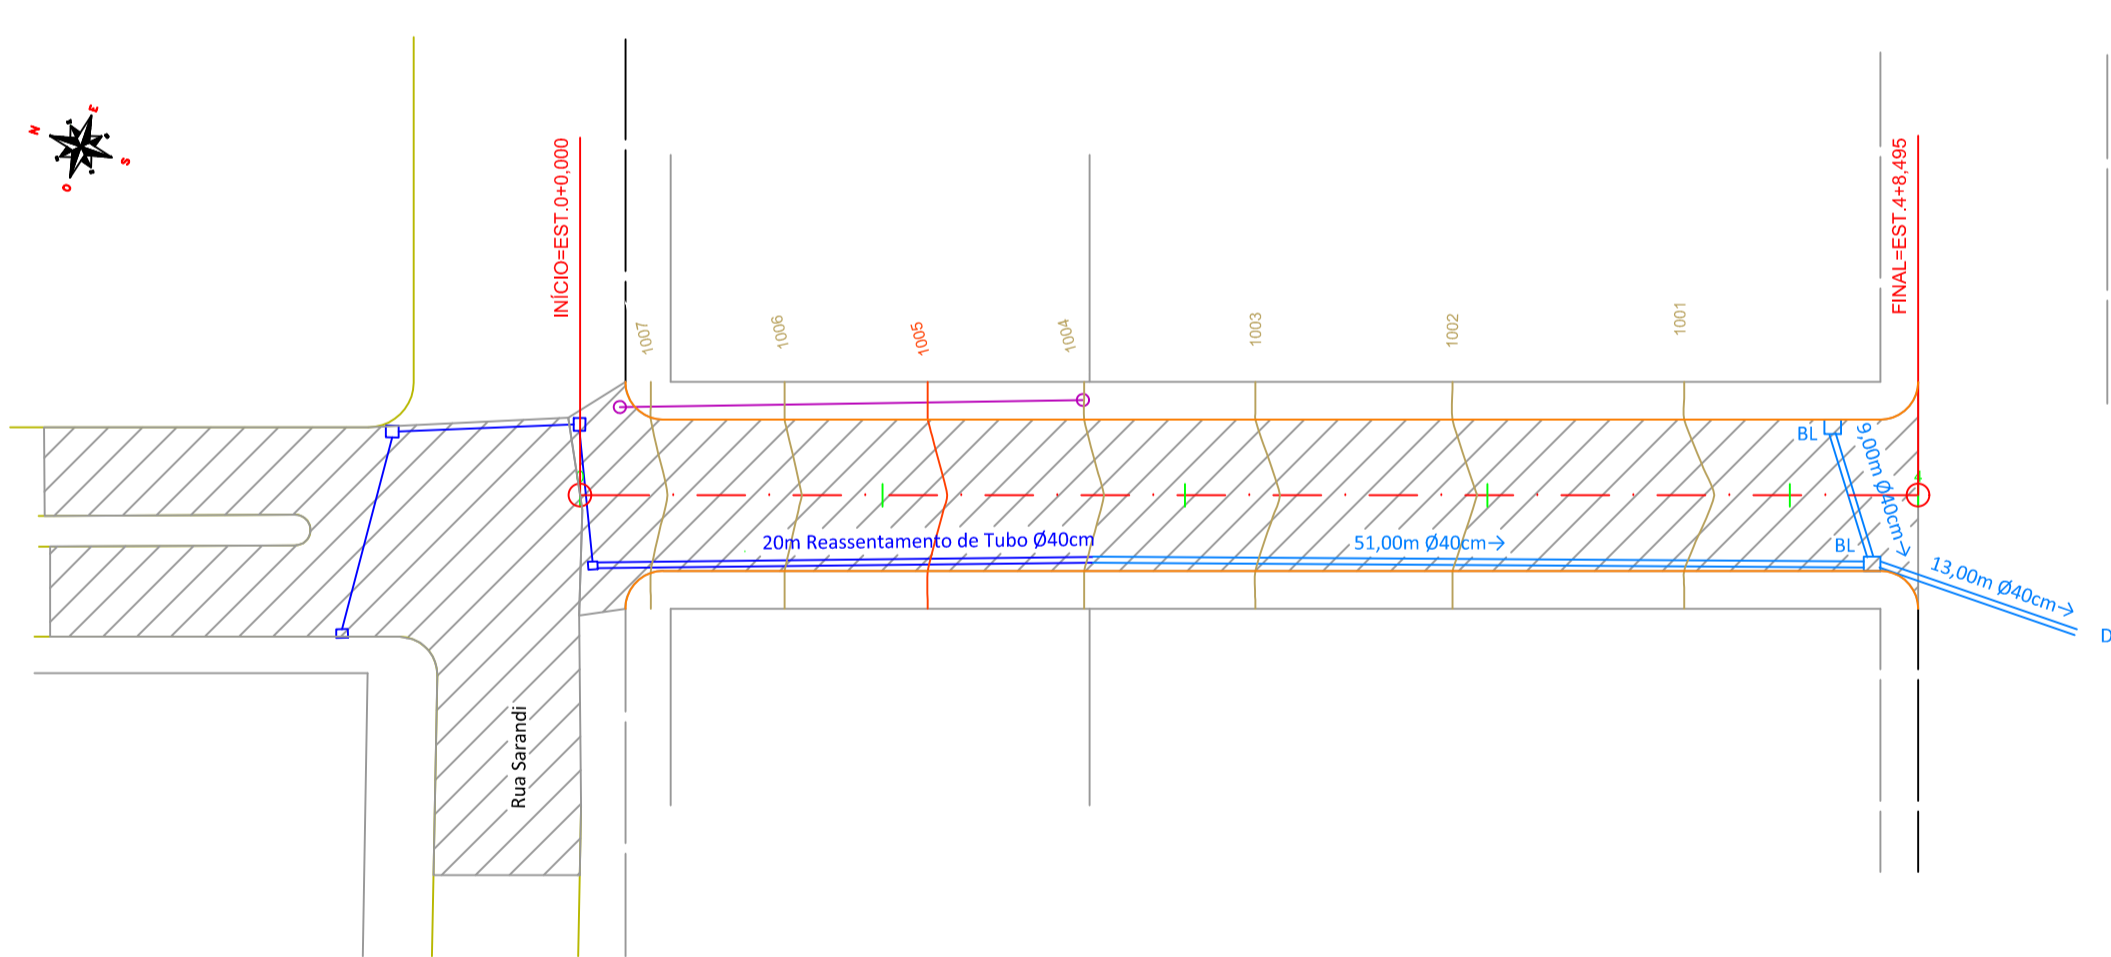 N
E
S
O
INÍCIO=EST.0+0,000
FINAL=EST.4+8,495
1007
1006
1005
1004
1003
1002
1001
BL
9,00m Ø40cm→
20m Reassentamento de Tubo Ø40cm
51,00m Ø40cm→
BL
13,00m Ø40cm→
D
Rua Sarandi